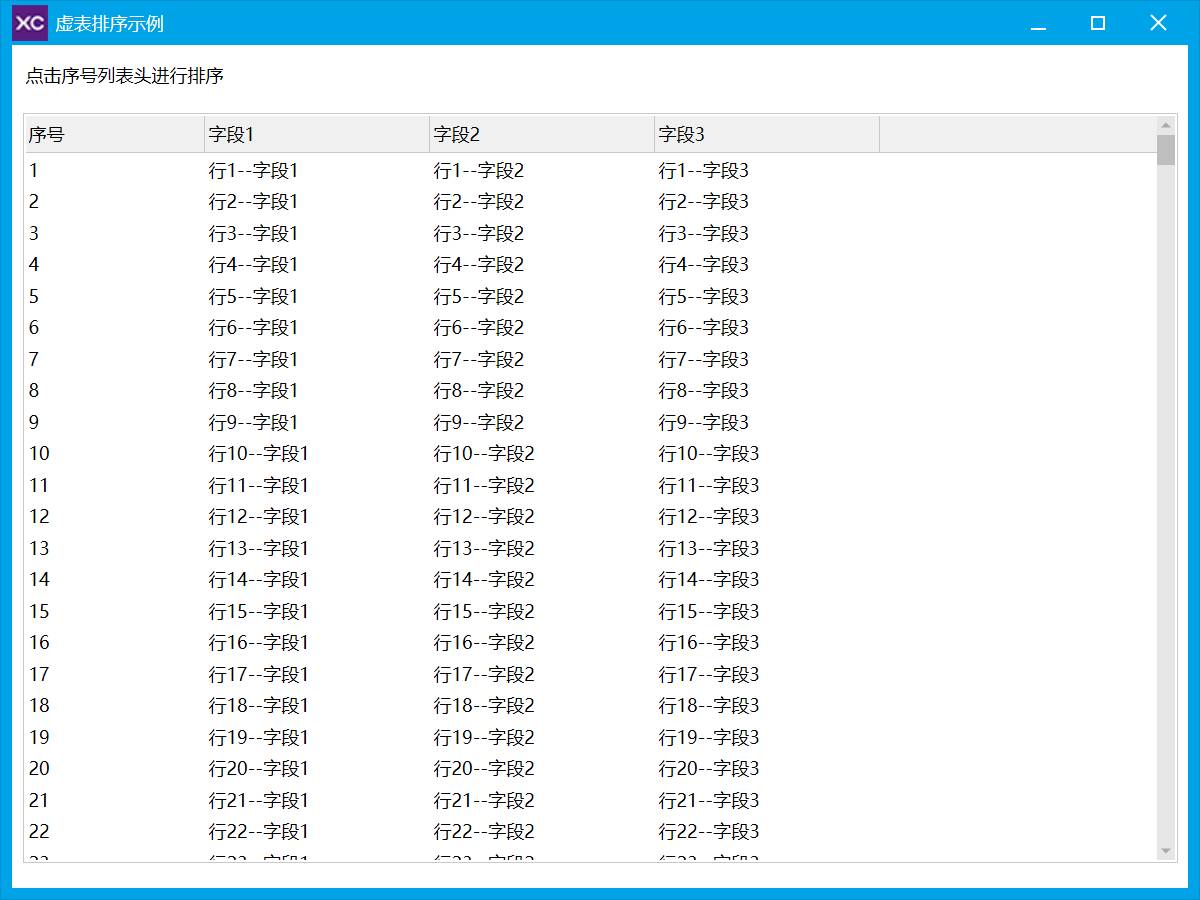 XC 虚表排序示例
点击序号列表头进行排序
序号 字段1 字段2 字段3
1 行1--字段1 行1--字段2 行1--字段3
2 行2--字段1 行2--字段2 行2--字段3
3 行3--字段1 行3--字段2 行3--字段3
4 行4--字段1 行4--字段2 行4--字段3
5 行5--字段1 行5--字段2 行5--字段3
6 行6--字段1 行6--字段2 行6--字段3
7 行7--字段1 行7--字段2 行7--字段3
8 行8--字段1 行8--字段2 行8--字段3
9 行9--字段1 行9--字段2 行9--字段3
10 行10--字段1 行10--字段2 行10--字段3
11 行11--字段1 行11--字段2 行11--字段3
12 行12--字段1 行12--字段2 行12--字段3
13 行13--字段1 行13--字段2 行13--字段3
14 行14--字段1 行14--字段2 行14--字段3
15 行15--字段1 行15--字段2 行15--字段3
16 行16--字段1 行16--字段2 行16--字段3
17 行17--字段1 行17--字段2 行17--字段3
18 行18--字段1 行18--字段2 行18--字段3
19 行19--字段1 行19--字段2 行19--字段3
20 行20--字段1 行20--字段2 行20--字段3
21 行21--字段1 行21--字段2 行21--字段3
22 行22--字段1 行22--字段2 行22--字段3